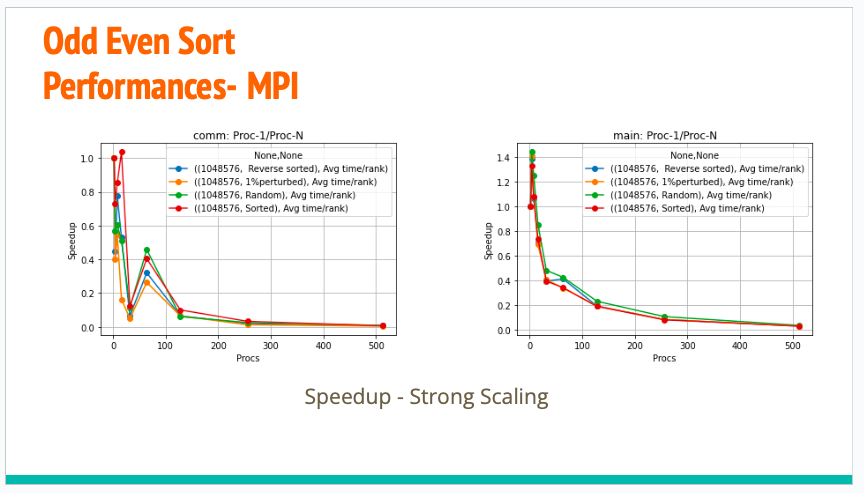 Odd Even Sort
Performances- MPI
comm: Proc-1/Proc-N
None,None
((1048576,  Reverse sorted), Avg time/rank)
((1048576, 1%perturbed), Avg time/rank)
((1048576, Random), Avg time/rank)
((1048576, Sorted), Avg time/rank)
1.0
0.8
0.6
0.4
0.2
0.0
Speedup
0 100 200 300 400 500
Procs
main: Proc-1/Proc-N
None,None
((1048576,  Reverse sorted), Avg time/rank)
((1048576, 1%perturbed), Avg time/rank)
((1048576, Random), Avg time/rank)
((1048576, Sorted), Avg time/rank)
1.4
1.2
1.0
0.8
0.6
0.4
0.2
0.0
Speedup
0 100 200 300 400 500
Procs
Speedup - Strong Scaling